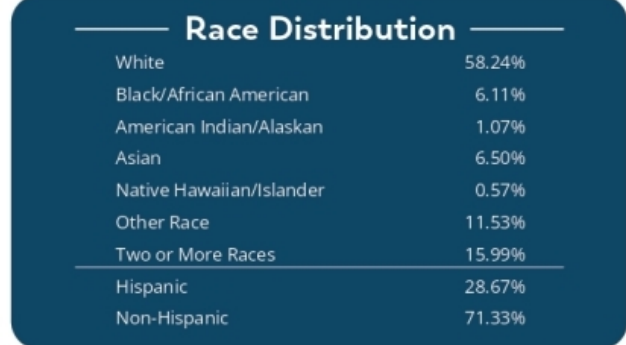 Race Distribution
White 58.24%
Black/African American 6.11%
American Indian/Alaskan 1.07%
Asian 6.50%
Native Hawaiian/Islander 0.57%
Other Race 11.53%
Two or More Races 15.99%
Hispanic 28.67%
Non-Hispanic 71.33%